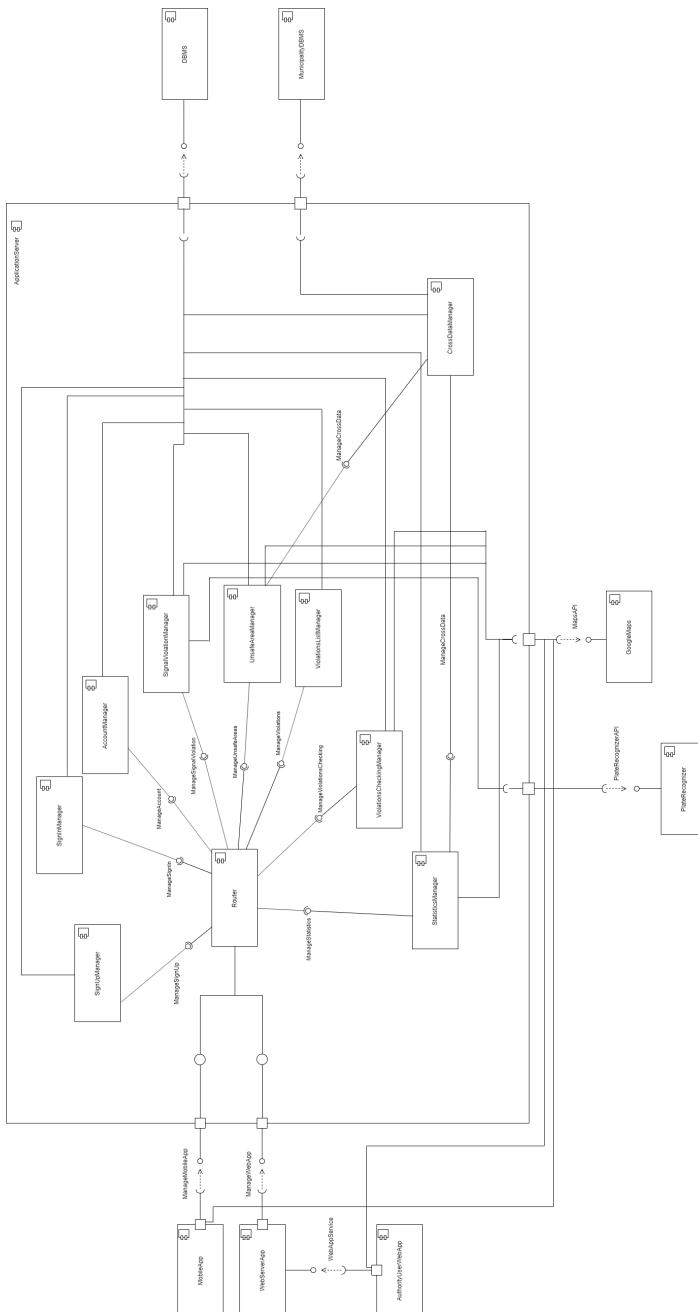 DBMS
MunicipalityDBMS
ApplicationServer
CrossDataManager
ManageCrossData
SignalViolationManager
UnsafeAreaManager
ViolationsListManager
AccountManager
ManageCrossData
MapsAPI
GoogleMaps
SignInManager
ViolationsCheckingManager
PlateRecognizerAPI
PlateRecognizer
ManageSignalViolation
ManageUnsafeAreas
ManageViolations
ManageAccount
ManageViolationsChecking
ManageSignIn
Router
StatisticsManager
SignUpManager
ManageSignUp
ManageStatistics
ManageMobileApp
ManageWebApp
MobileApp
WebServerApp
WebAppService
AuthorityUserWebApp